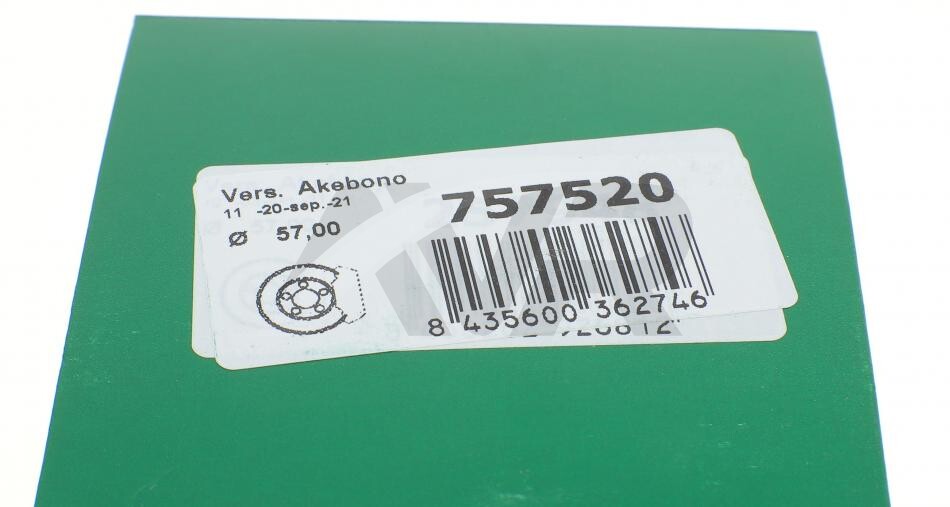 Vers. Akebono
11 -20-sep.-21
Ø 57,00
757520
8 435600 362746